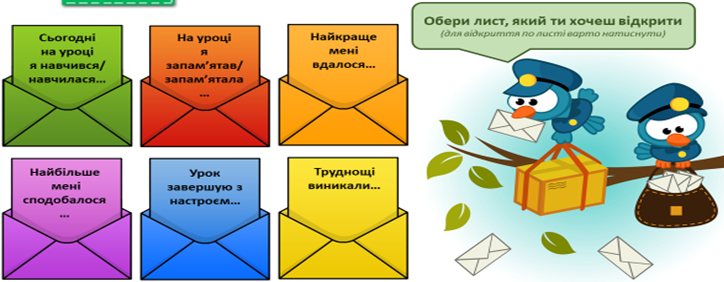 Сьогодні
на уроці
я навчився/
навчилася…
На уроці
я
запам’ятав/
запам’ятала
…
Найкраще
мені
вдалося…
Обери лист, який ти хочеш відкрити
(для відкриття по листі варто натиснути)
Найбільше
мені
сподобалося
…
Урок
завершую з
настроєм…
Труднощі
виникали…